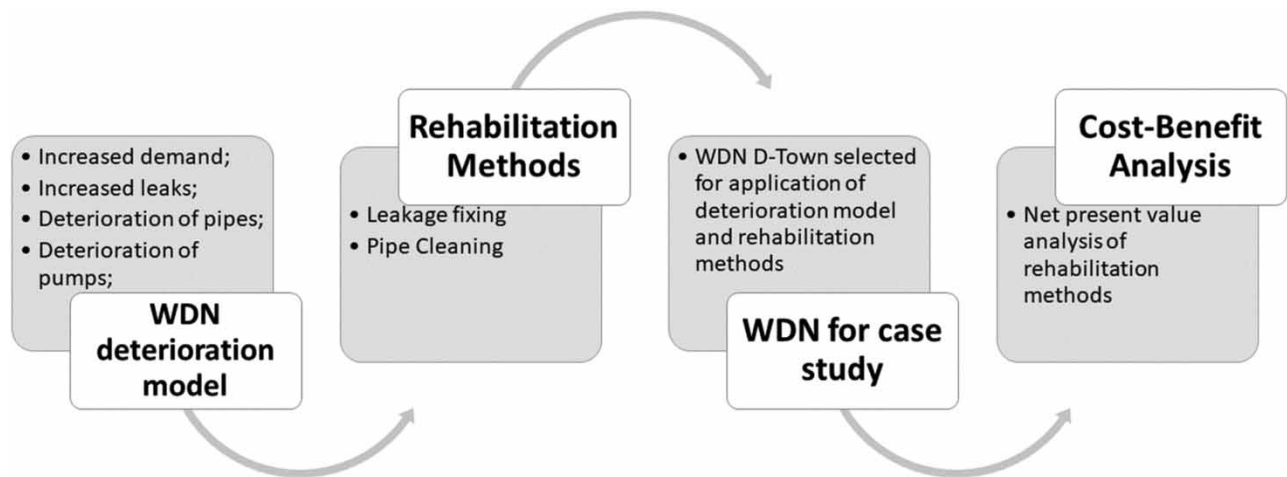 • Increased demand;
• Increased leaks;
• Deterioration of pipes;
• Deterioration of
pumps;
WDN
deterioration
model
Rehabilitation
Methods
• Leakage fixing
• Pipe Cleaning
• WDN D-Town selected
for application of
deterioration model
and rehabilitation
methods
WDN for case
study
Cost-Benefit
Analysis
• Net present value
analysis of
rehabilitation
methods